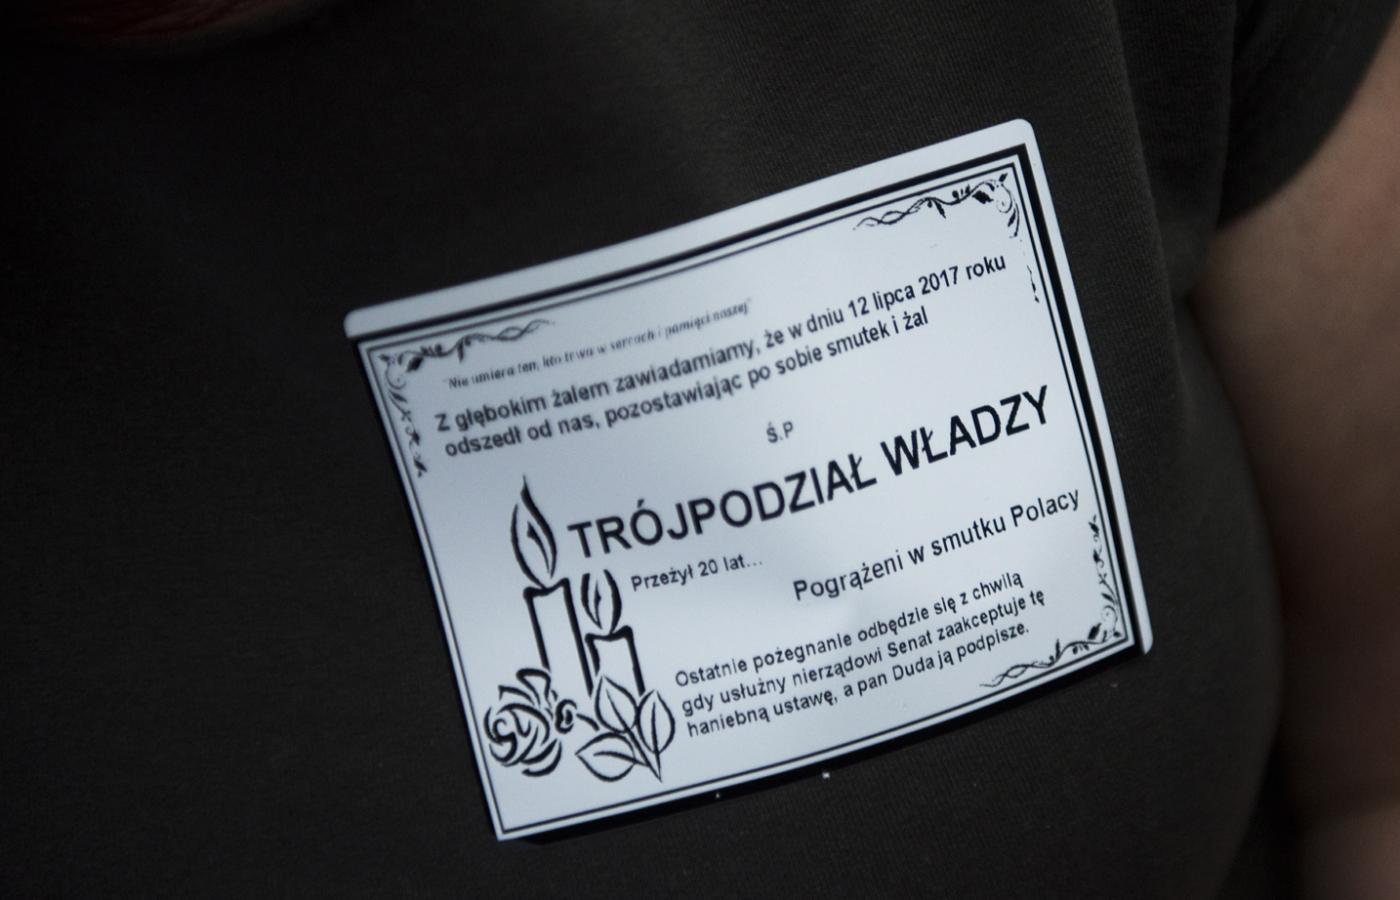 "Nie umiera ten, kto trwa w sercach i pamięci naszej"
Z głębokim żalem zawiadamiamy, że w dniu 12 lipca 2017 roku
odszedł od nas, pozostawiając po sobie smutek i żal
Ś.P
TRÓJPODZIAŁ WŁADZY
Przeżył 20 lat...
Pogrążeni w smutku Polacy
Ostatnie pożegnanie odbędzie się z chwilą
gdy usłużny nierządowi Senat zaakceptuje tę
haniebną ustawę, a pan Duda ją podpisze.